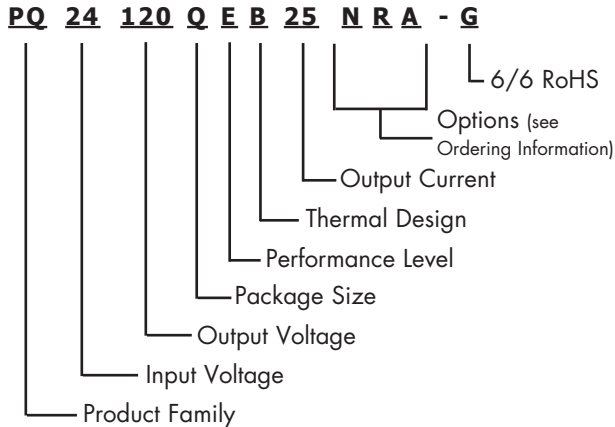 PQ 24 120 Q E B 25 N R A - G
6/6 RoHS
Options (see
Ordering Information)
Output Current
Thermal Design
Performance Level
Package Size
Output Voltage
Input Voltage
Product Family